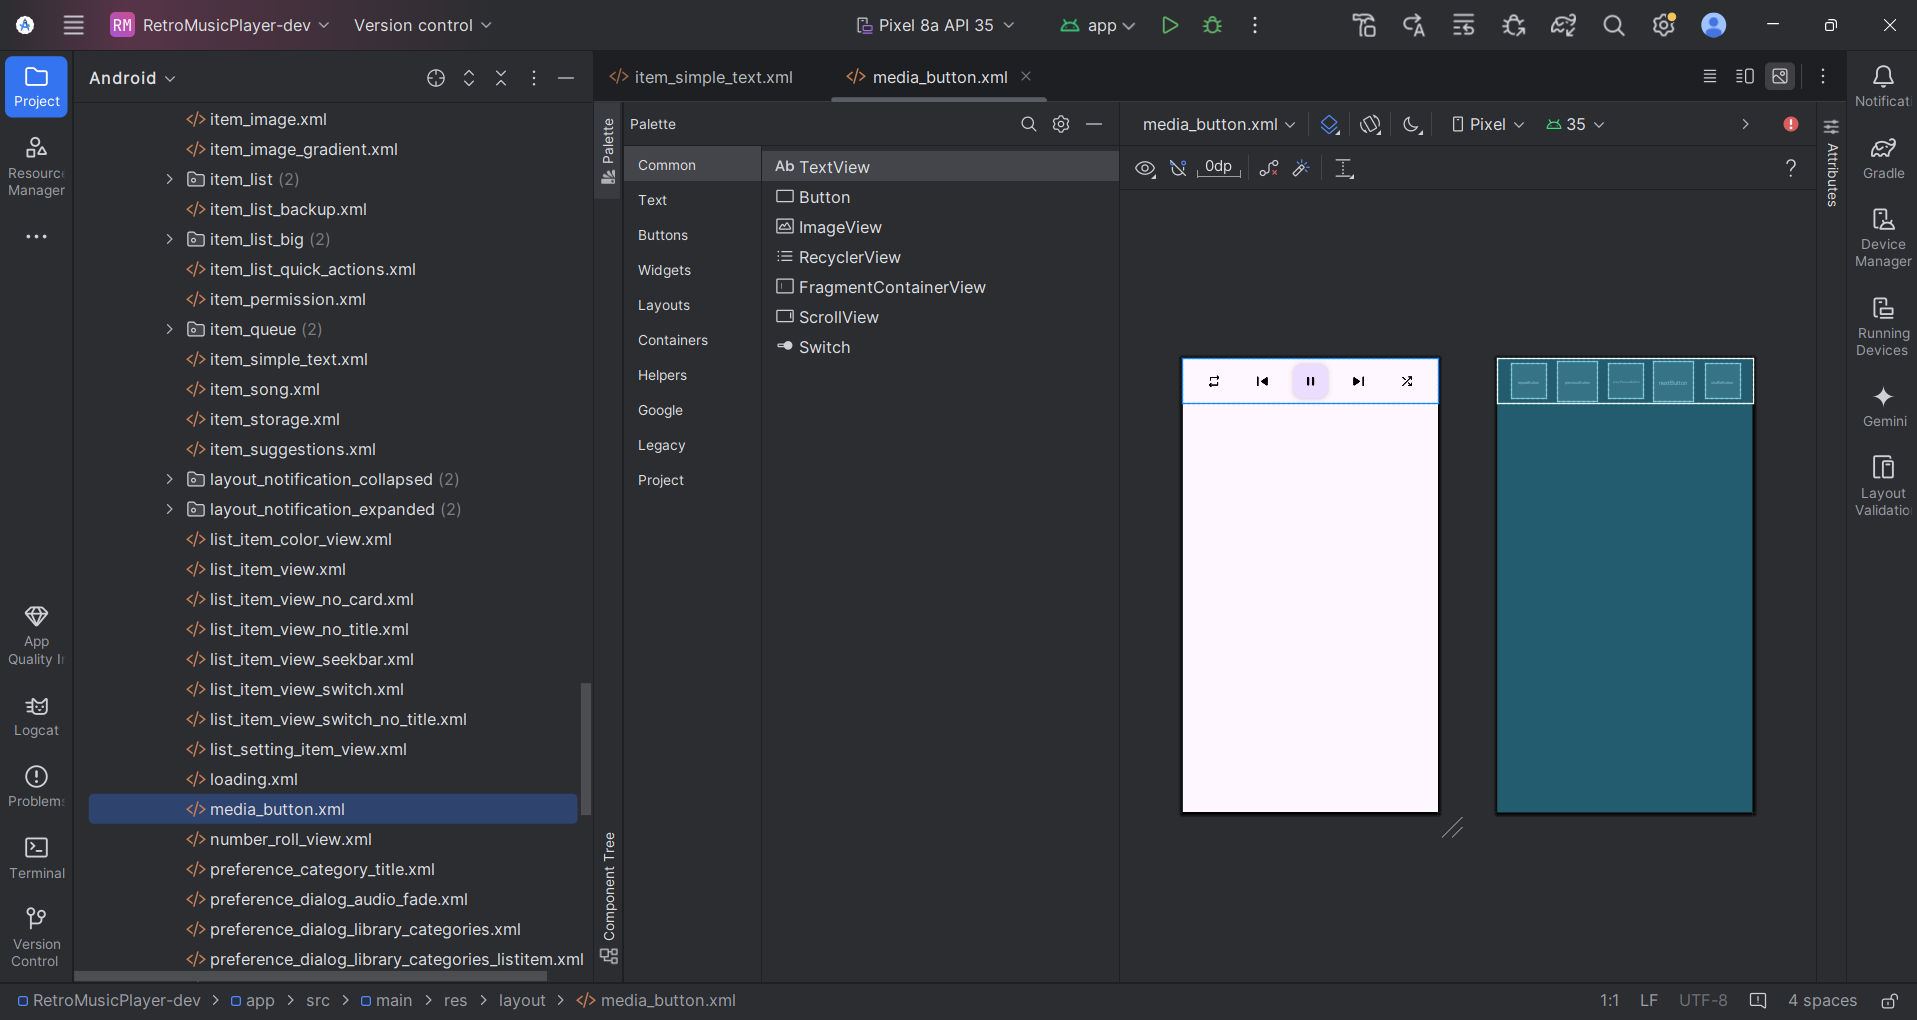 RM RetroMusicPlayer-dev Version control Pixel 8a API 35 app
Project
Resourc
Manager
App
Quality I
Logcat
Problem
Terminal
Version
Control
Android
item_image.xml
item_image_gradient.xml
item_list (2)
item_list_backup.xml
item_list_big (2)
item_list_quick_actions.xml
item_permission.xml
item_queue (2)
item_simple_text.xml
item_song.xml
item_storage.xml
item_suggestions.xml
layout_notification_collapsed (2)
layout_notification_expanded (2)
list_item_color_view.xml
list_item_view.xml
list_item_view_no_card.xml
list_item_view_no_title.xml
list_item_view_seekbar.xml
list_item_view_switch.xml
list_item_view_switch_no_title.xml
list_setting_item_view.xml
loading.xml
media_button.xml
number_roll_view.xml
preference_category_title.xml
preference_dialog_audio_fade.xml
preference_dialog_library_categories.xml
preference_dialog_library_categories_listitem.xml
item_simple_text.xml media_button.xml
Palette
Component Tree
Palette
Common
Text
Buttons
Widgets
Layouts
Containers
Helpers
Google
Legacy
Project
Ab TextView
Button
ImageView
RecyclerView
FragmentContainerView
ScrollView
Switch
media_button.xml Pixel 35
0dp ?
nextButton
Attributes
Notificat
Gradle
Device
Manager
Running
Devices
Gemini
Layout
Validatio
RetroMusicPlayer-dev > app > src > main > res > layout > media_button.xml
1:1 LF UTF-8 4 spaces